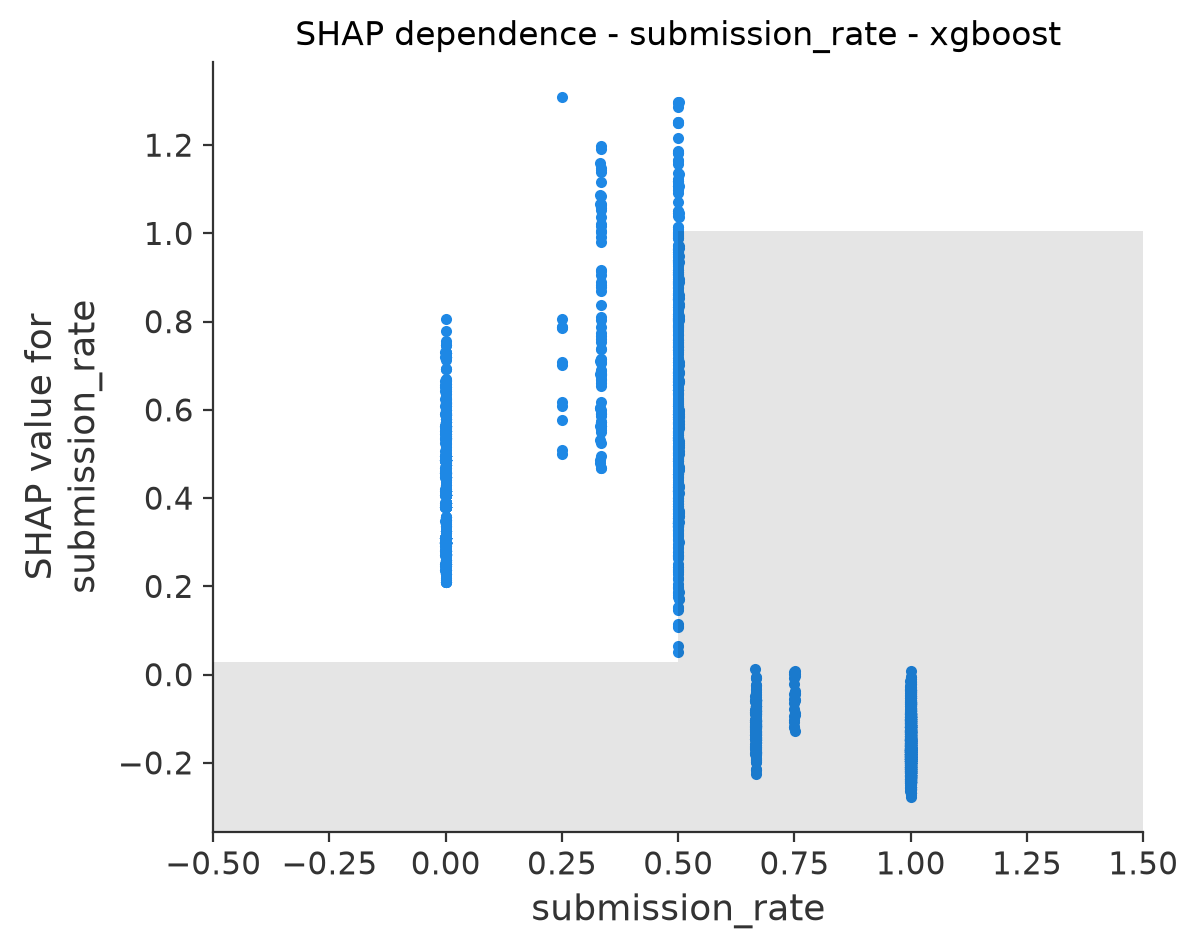 SHAP dependence - submission_rate - xgboost
SHAP value for
submission_rate
1.2
1.0
0.8
0.6
0.4
0.2
0.0
−0.2
−0.50 −0.25 0.00 0.25 0.50 0.75 1.00 1.25 1.50
submission_rate